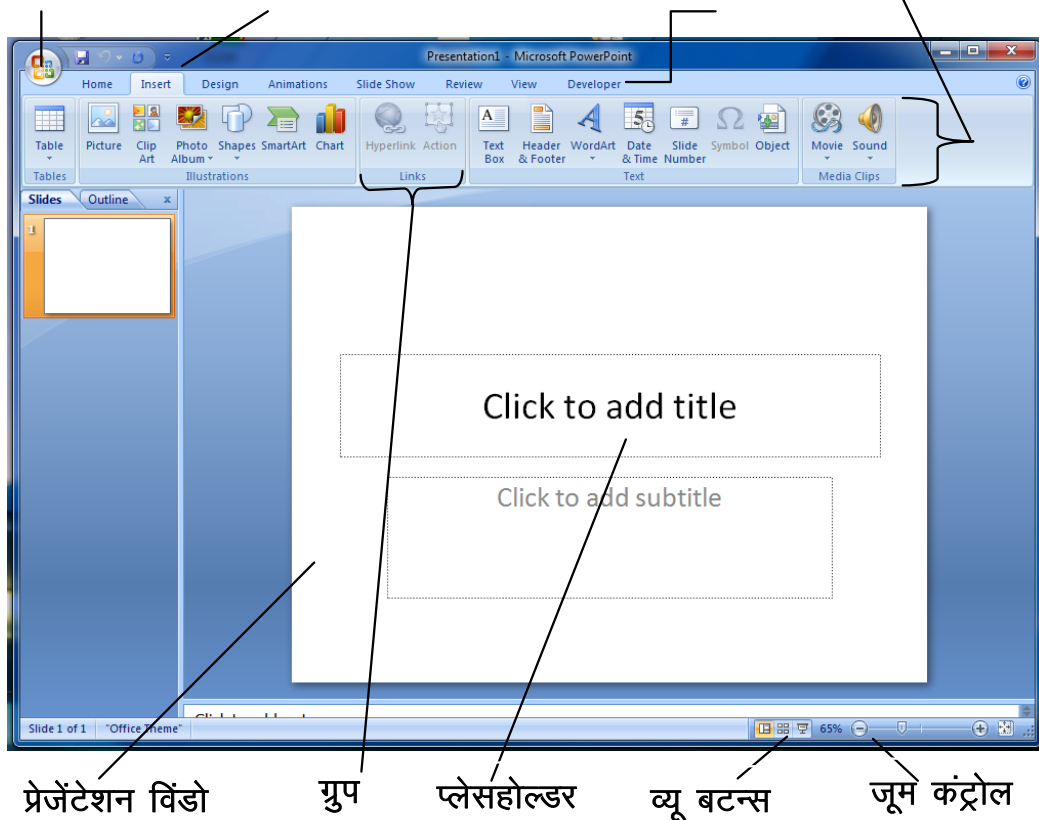 Presentation1 - Microsoft PowerPoint
Home Insert Design Animations Slide Show Review View Developer
Table Picture Clip Art Photo Album Shapes SmartArt Chart Hyperlink Action Text Box Header & Footer WordArt Date & Time Slide Number Symbol Object Movie Sound
Tables Illustrations Links Text Media Clips
Slides Outline x
1
Click to add title
Click to add subtitle
Slide 1 of 1 "Office Theme" 65%
प्रेजेंटेशन विंडो ग्रुप प्लेसहोल्डर व्यू बटन्स जूम कंट्रोल